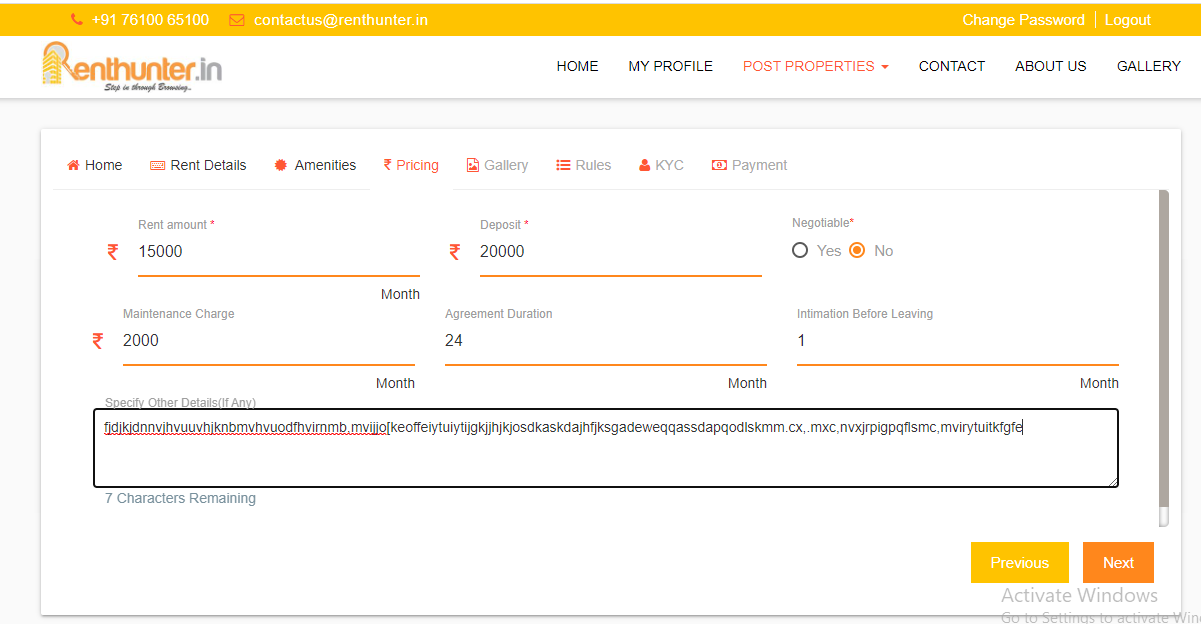 +91 76100 65100 contactus@renthunter.in Change Password Logout
Renthunter.in
Step in through Browsing..
HOME MY PROFILE POST PROPERTIES CONTACT ABOUT US GALLERY
Home Rent Details Amenities ₹ Pricing Gallery Rules KYC Payment
Rent amount * Deposit * Negotiable*
₹ 15000 ₹ 20000 Yes No
Month
Maintenance Charge Agreement Duration Intimation Before Leaving
₹ 2000 24 1
Month Month Month
Specify Other Details(If Any)
fjdjkjdnnvjhvuuvhjknbmvhvuodfhvirnmb,mvijjo[keoffeiytuiytijgkjjhjkjosdkaskdajhfjksgadeweqqassdapqodlskmm.cx,.mxc,nvxjrpigpqflsmc,mvirytuitkfgfe
7 Characters Remaining
Previous Next
Activate Windows
Go to Settings to activate Win